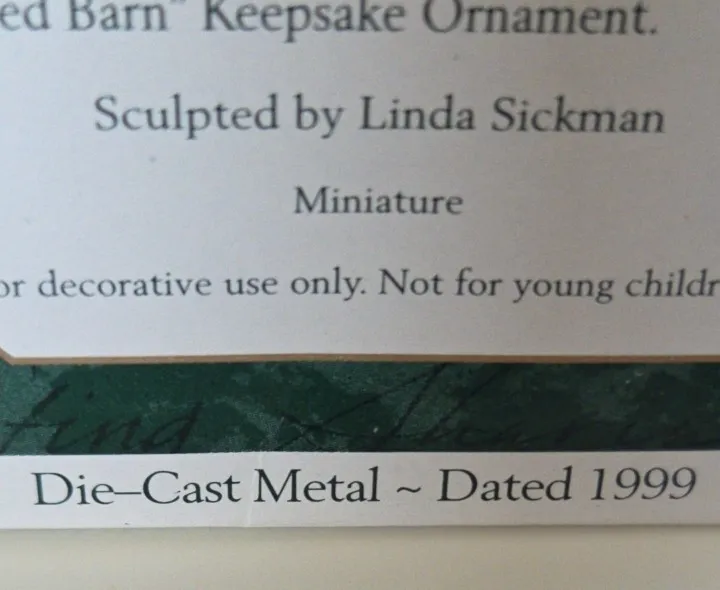 ed Barn" Keepsake Ornament.
Sculpted by Linda Sickman
Miniature
or decorative use only. Not for young childr
Die–Cast Metal ~ Dated 1999